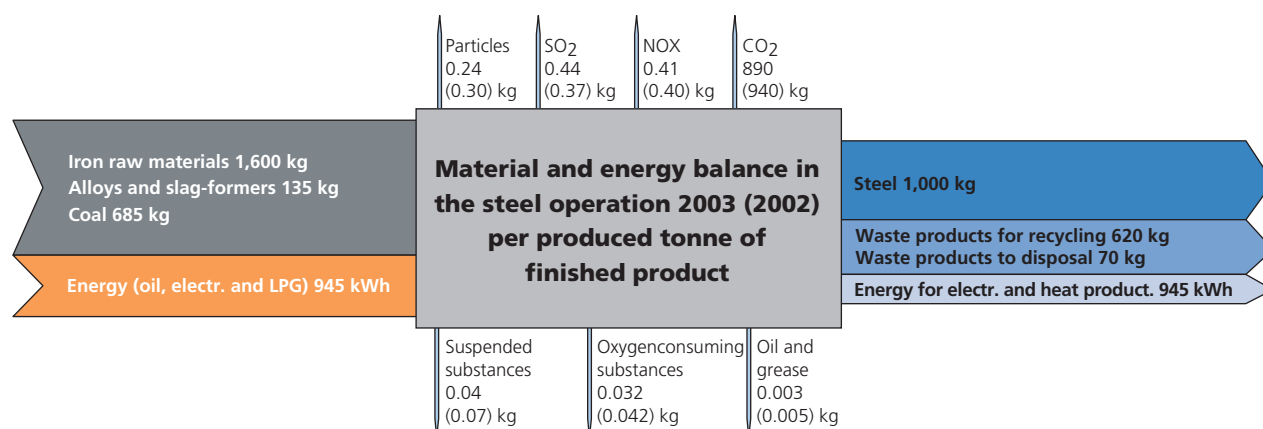 Particles
0.24
(0.30) kg
SO2
0.44
(0.37) kg
NOX
0.41
(0.40) kg
CO2
890
(940) kg
Iron raw materials 1,600 kg
Alloys and slag-formers 135 kg
Coal 685 kg
Energy (oil, electr. and LPG) 945 kWh
Material and energy balance in
the steel operation 2003 (2002)
per produced tonne of
finished product
Steel 1,000 kg
Waste products for recycling 620 kg
Waste products to disposal 70 kg
Energy for electr. and heat product. 945 kWh
Suspended
substances
0.04
(0.07) kg
Oxygenconsuming
substances
0.032
(0.042) kg
Oil and
grease
0.003
(0.005) kg